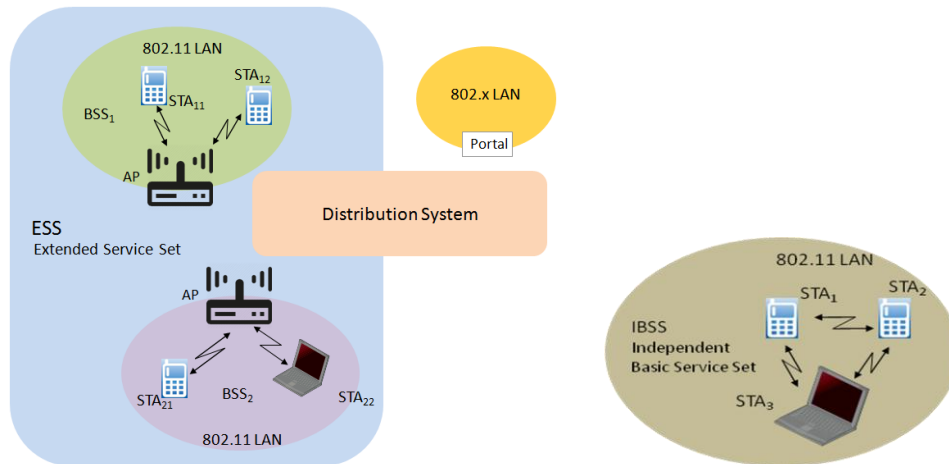 802.11 LAN
STA12
STA11
BSS1
AP
802.x LAN
Portal
Distribution System
ESS
Extended Service Set
AP
STA21
BSS2
STA22
802.11 LAN
802.11 LAN
STA1
STA2
IBSS
Independent
Basic Service Set
STA3